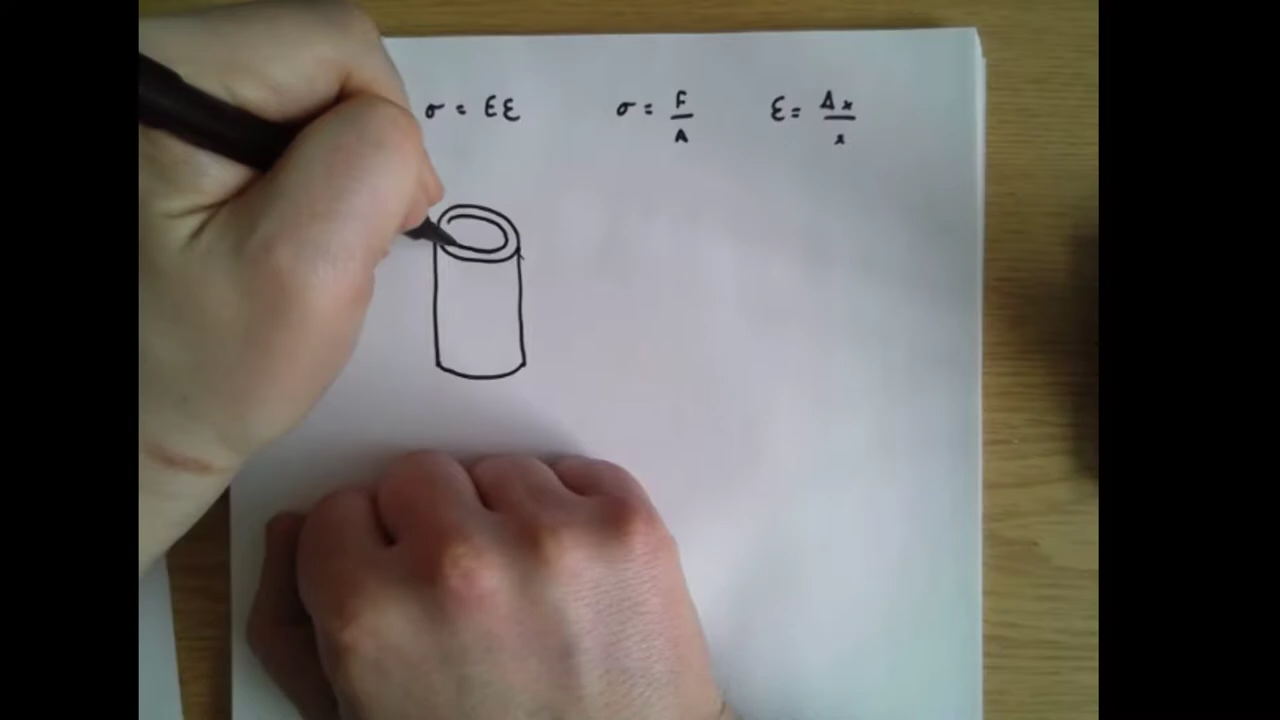 σ = Eε σ = F/A ε = Δx/x